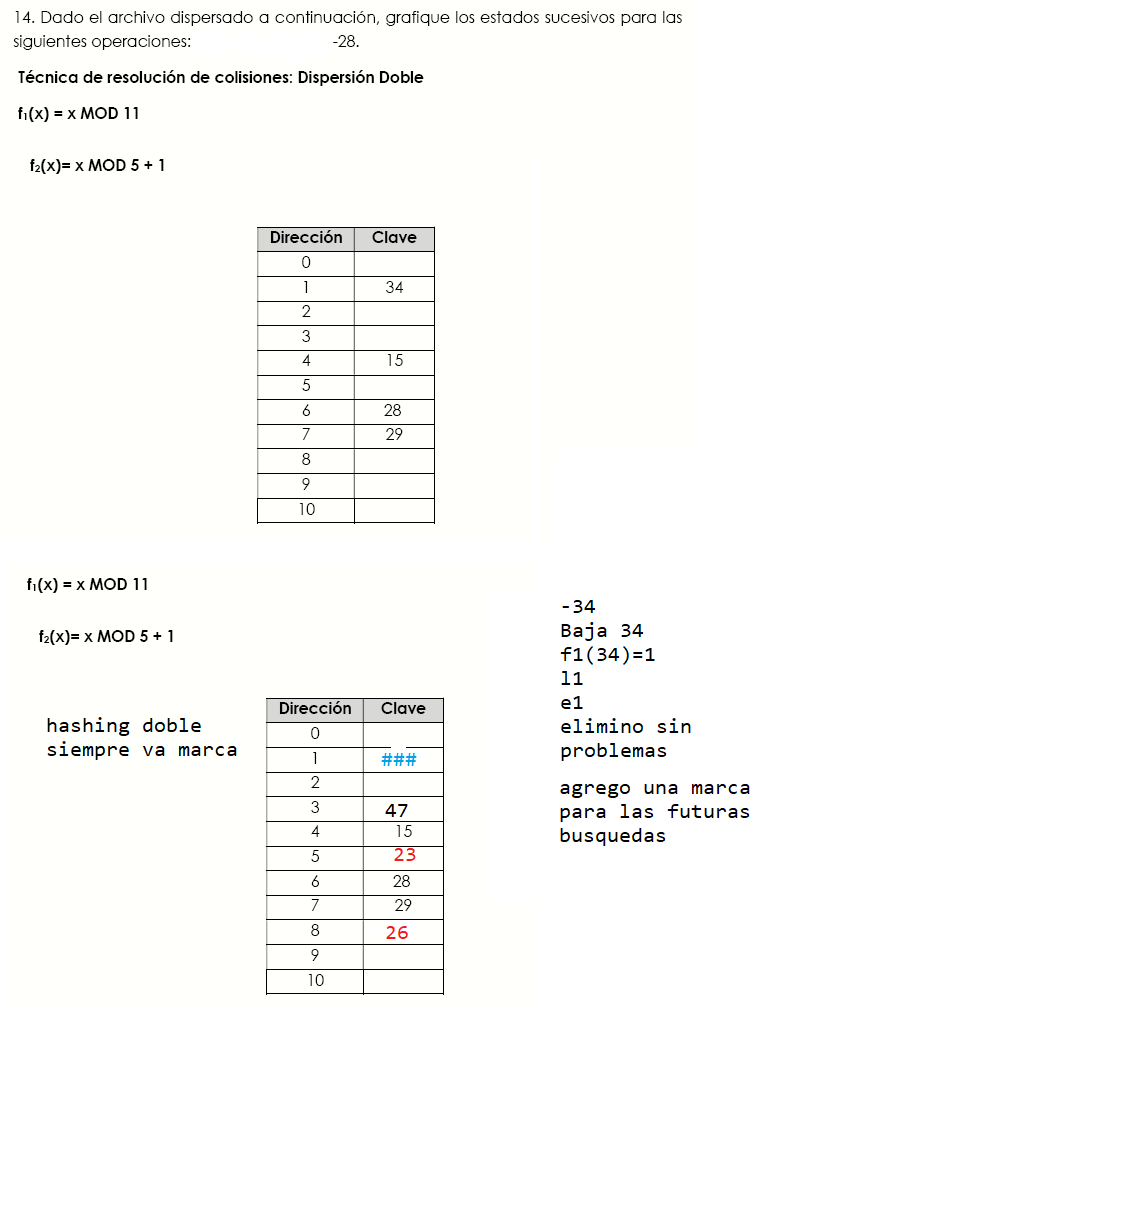 14. Dado el archivo dispersado a continuación, grafique los estados sucesivos para las
siguientes operaciones: -28.
Técnica de resolución de colisiones: Dispersión Doble
f₁(x) = x MOD 11
f₂(x)= x MOD 5 + 1
Dirección Clave
0
1 34
2
3
4 15
5
6 28
7 29
8
9
10
f₁(x) = x MOD 11
f₂(x)= x MOD 5 + 1
hashing doble
siempre va marca
Dirección Clave
0
1 ###
2
3 47
4 15
5 23
6 28
7 29
8 26
9
10
-34
Baja 34
f1(34)=1
l1
e1
elimino sin
problemas
agrego una marca
para las futuras
busquedas